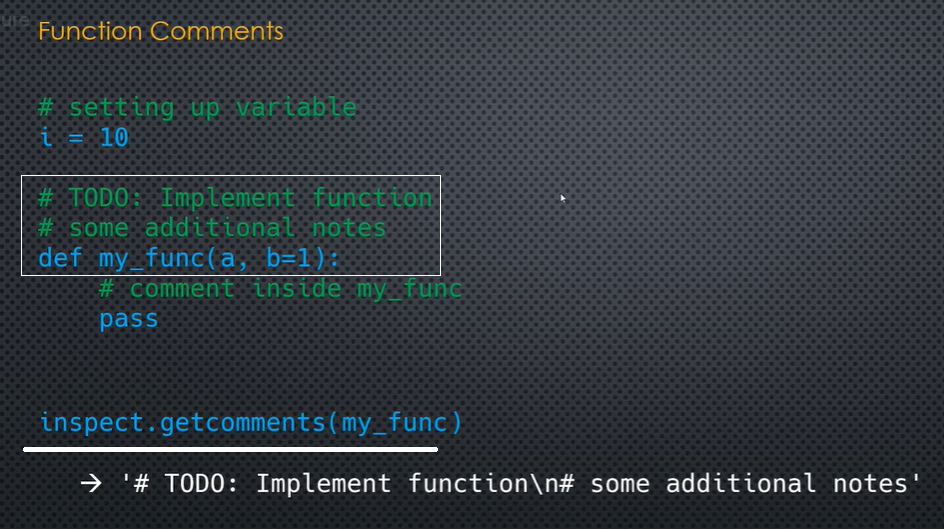 ure
Function Comments
# setting up variable
i = 10
# TODO: Implement function
# some additional notes
def my_func(a, b=1):
    # comment inside my_func
    pass
inspect.getcomments(my_func)
→ '# TODO: Implement function\n# some additional notes'